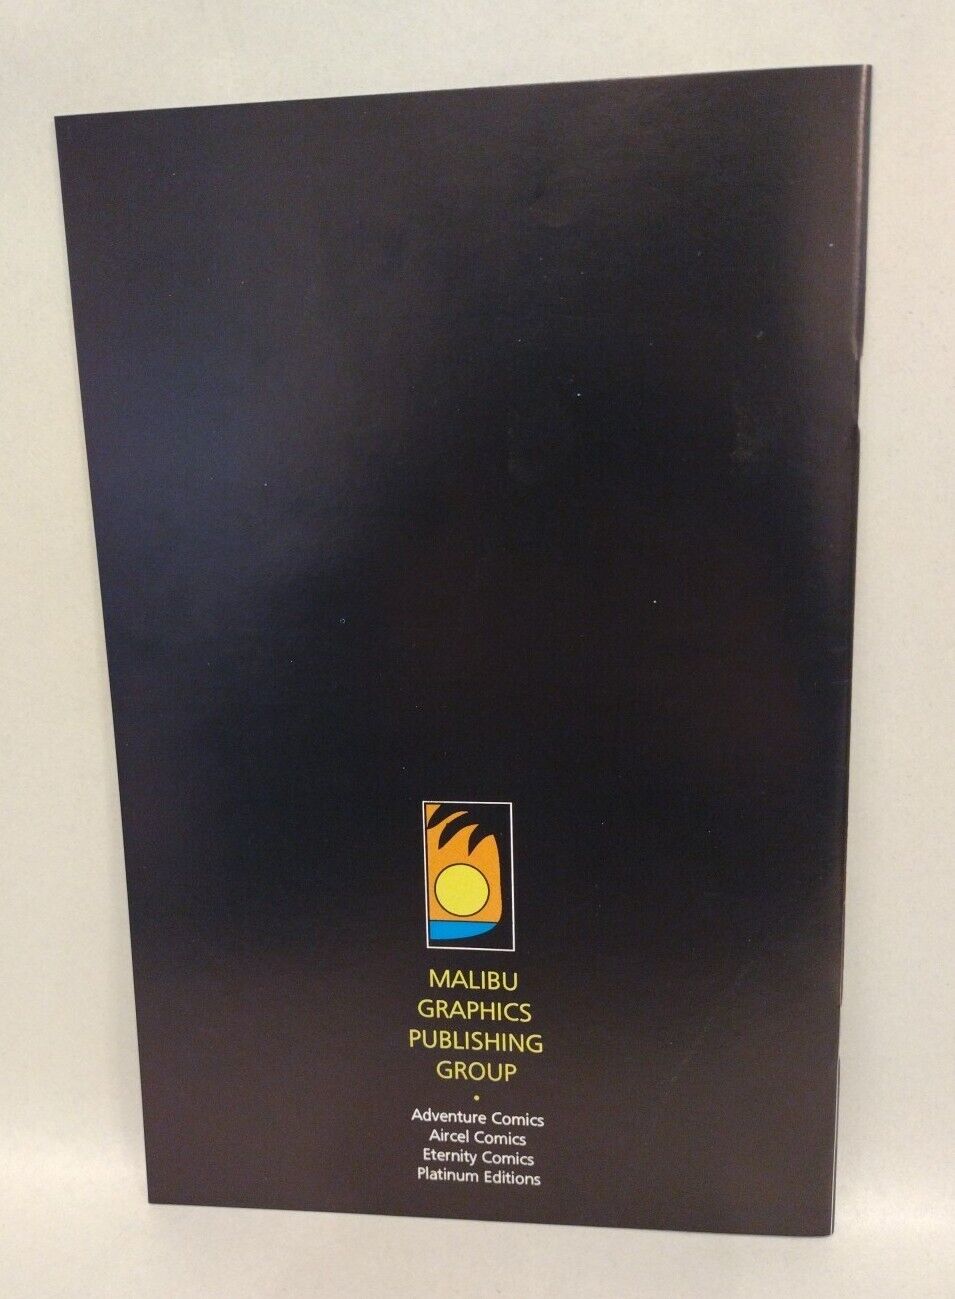 MALIBU
GRAPHICS
PUBLISHING
GROUP
•
Adventure Comics
Aircel Comics
Eternity Comics
Platinum Editions